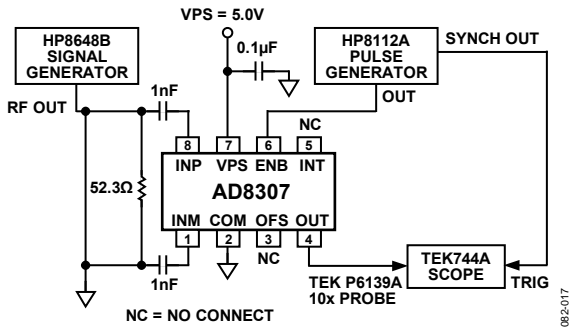 VPS = 5.0V
HP8648B
SIGNAL
GENERATOR
0.1µF
HP8112A
PULSE
GENERATOR
SYNCH OUT
OUT
RF OUT
1nF
NC
8
7
6
5
INP
VPS
ENB
INT
52.3Ω
AD8307
INM
COM
OFS
OUT
1
2
3
4
NC
1nF
TEK P6139A
10x PROBE
TEK744A
SCOPE
TRIG
NC = NO CONNECT
082-017